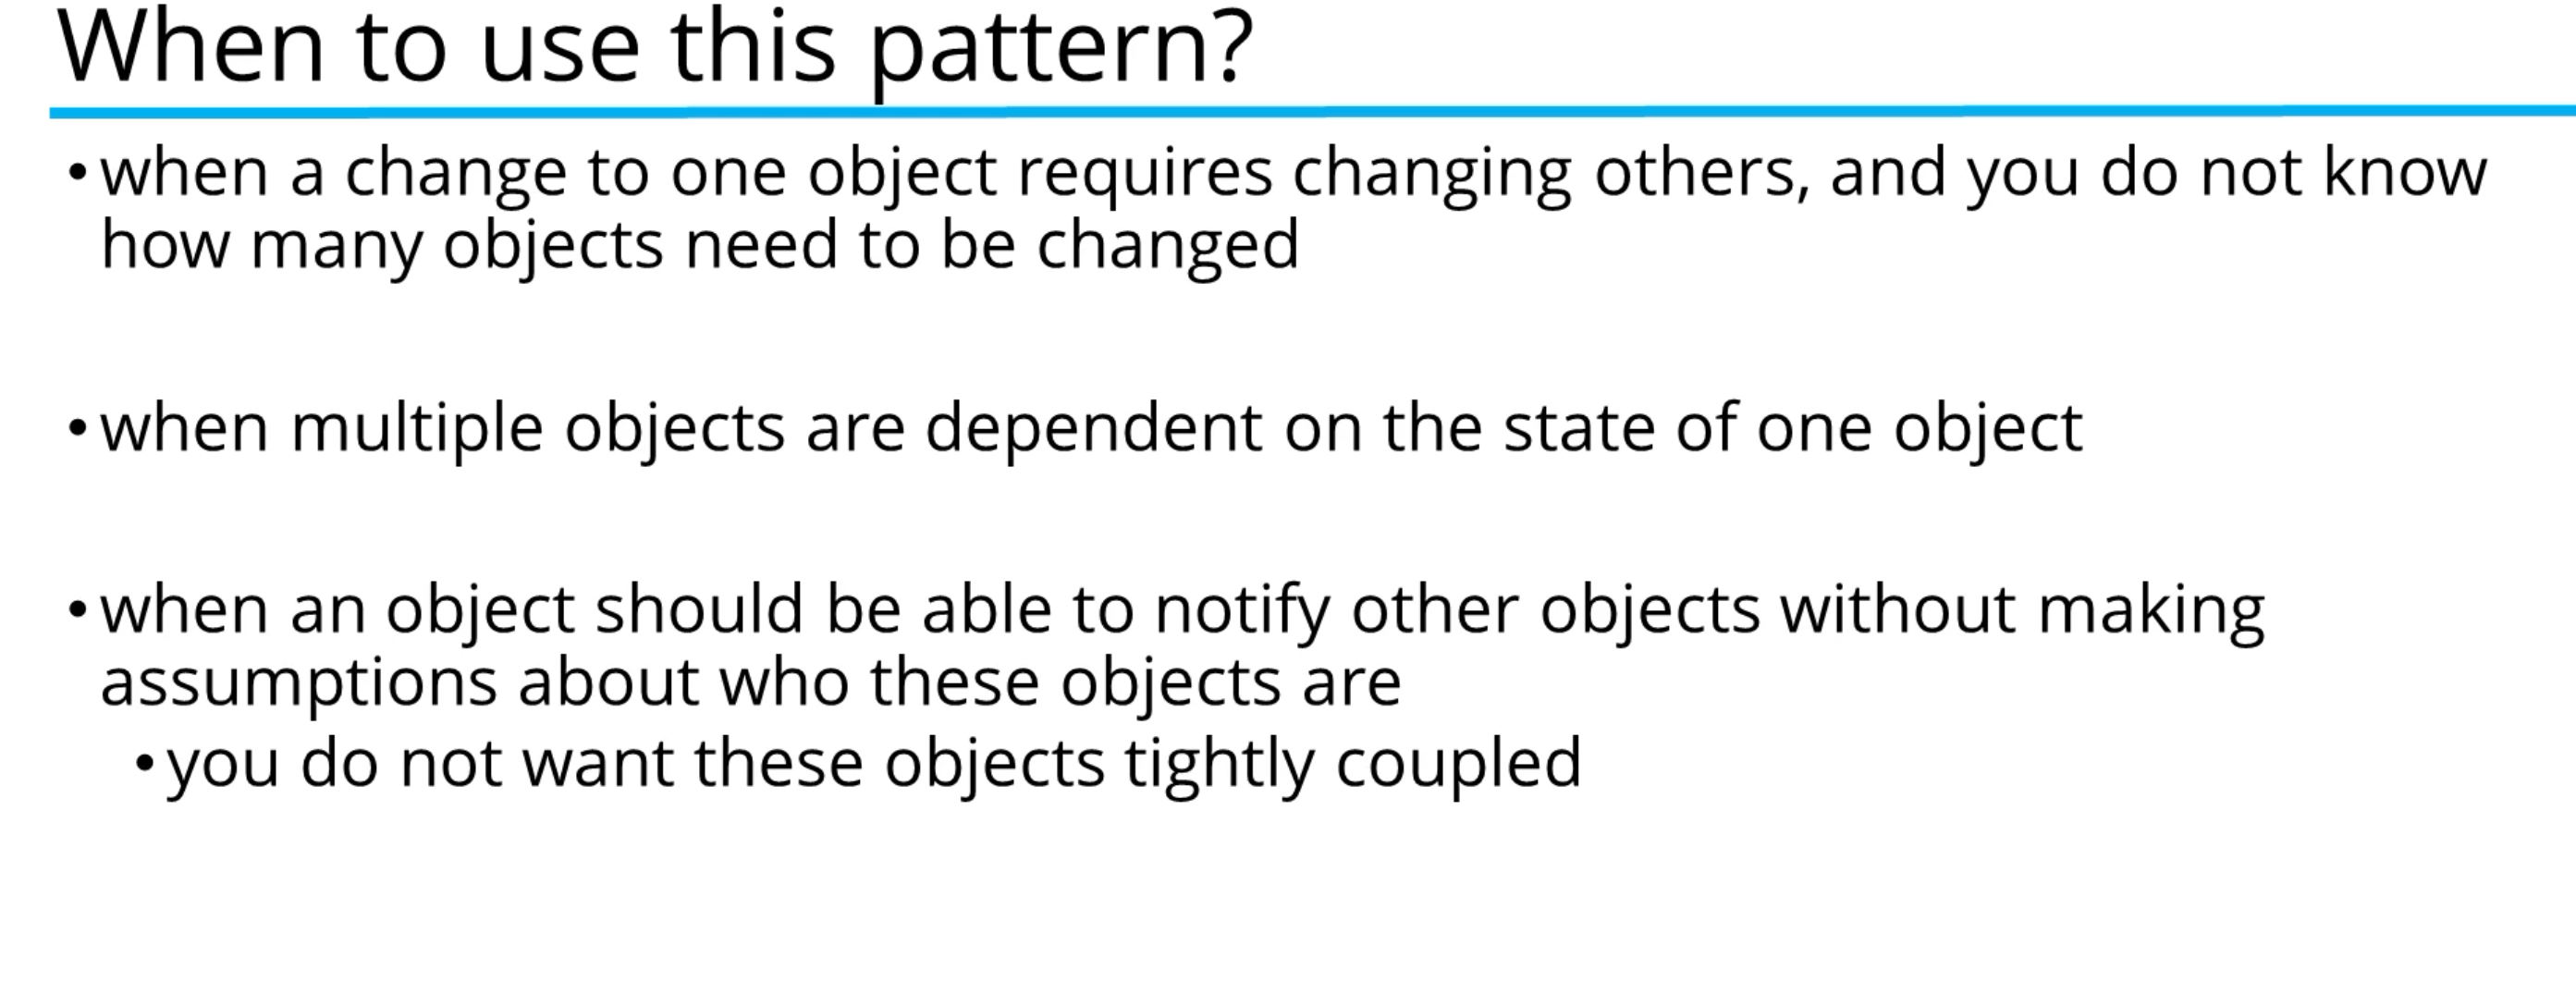 When to use this pattern?
• when a change to one object requires changing others, and you do not know
how many objects need to be changed
• when multiple objects are dependent on the state of one object
• when an object should be able to notify other objects without making
assumptions about who these objects are
• you do not want these objects tightly coupled